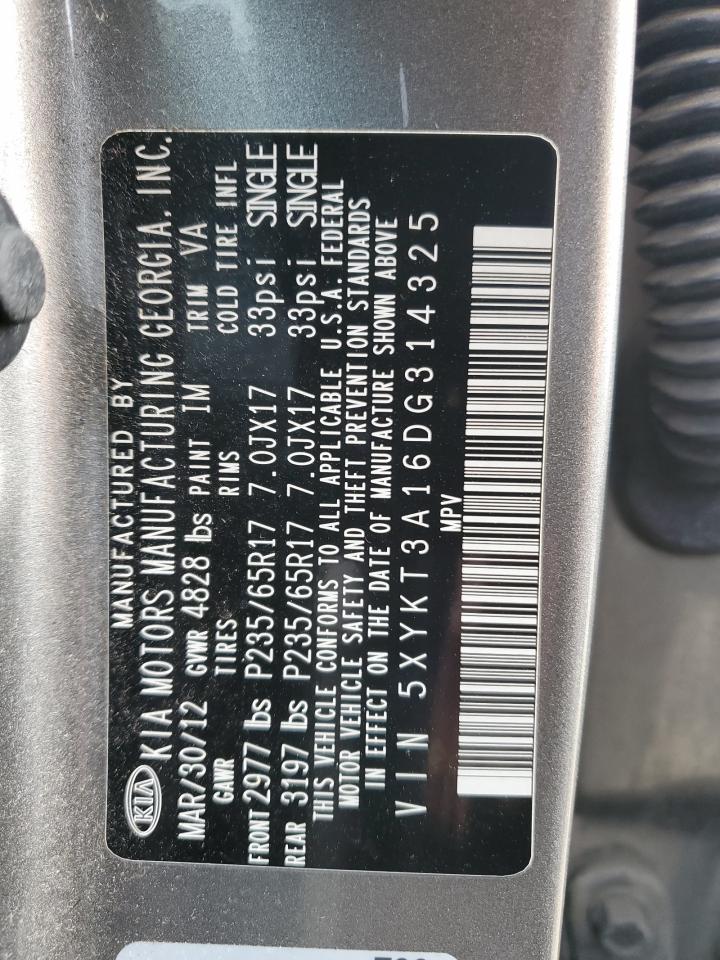 MANUFACTURED BY
KIA KIA MOTORS MANUFACTURING GEORGIA, INC.
MAR/30/12 GVWR 4828 lbs PAINT IM TRIM VA
GAWR TIRES RIMS COLD TIRE INFL
FRONT 2977 lbs P235/65R17 7.0JX17 33psi SINGLE
REAR 3197 lbs P235/65R17 7.0JX17 33psi SINGLE
THIS VEHICLE CONFORMS TO ALL APPLICABLE U.S.A. FEDERAL
MOTOR VEHICLE SAFETY AND THEFT PREVENTION STANDARDS
IN EFFECT ON THE DATE OF MANUFACTURE SHOWN ABOVE
VIN 5XYKT3A16DG314325
MPV